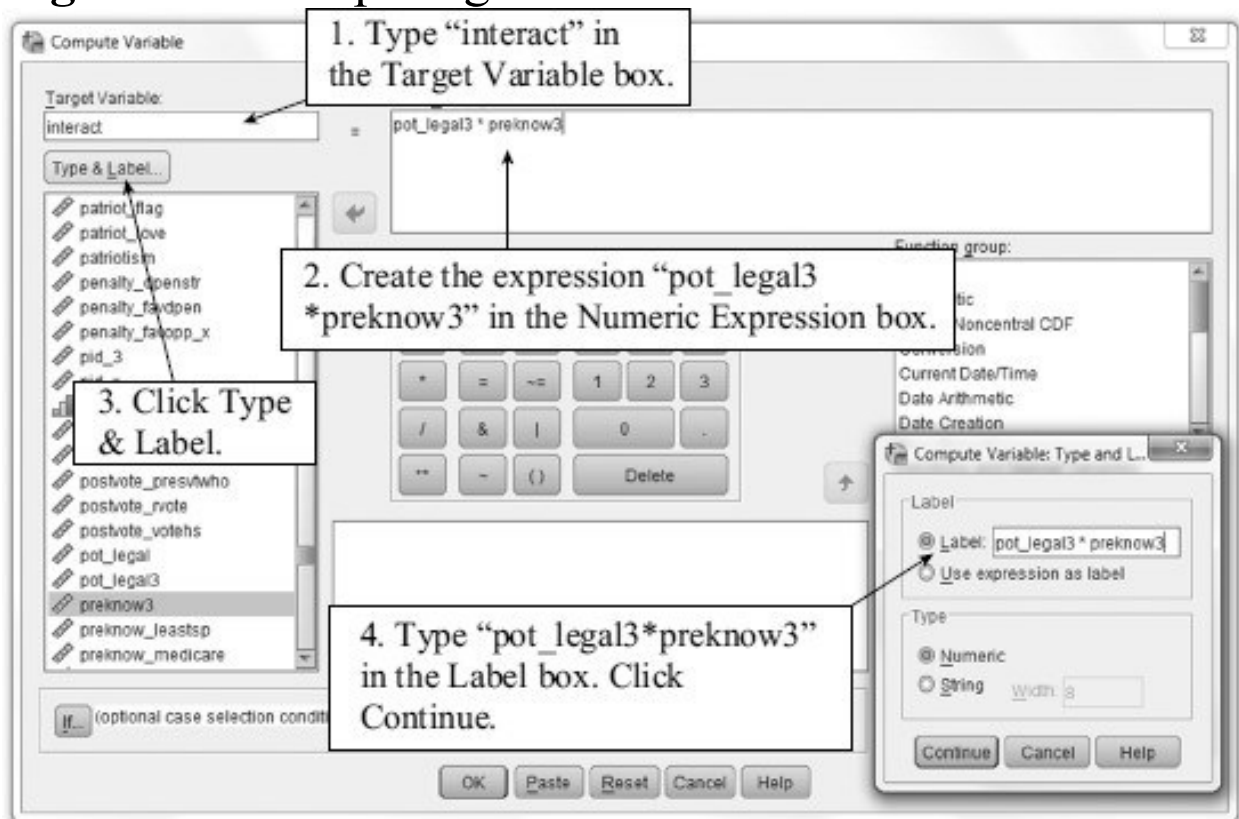 Compute Variable
1. Type “interact” in
the Target Variable box.
Target Variable:
interact
=
pot_legal3 * preknow3
Type & Label...
patriot_flag
patriot_love
patriotism
penalty_dpenstr
penalty_favdpen
penalty_favopp_x
pid_3
2. Create the expression “pot_legal3
*preknow3” in the Numeric Expression box.
Function group:
Noncentral CDF
Conversion
Current Date/Time
Date Arithmetic
Date Creation
* = ~= 1 2 3
/ & | 0 .
** ~ () Delete
3. Click Type
& Label.
postvote_presvtwho
postvote_rvote
postvote_votehs
pot_legal
pot_legal3
preknow3
preknow_leastsp
preknow_medicare
Compute Variable: Type and L...
Label
Label: pot_legal3 * preknow3
Use expression as label
Type
Numeric
String Width: 8
Continue Cancel Help
4. Type “pot_legal3*preknow3”
in the Label box. Click
Continue.
If... (optional case selection condit
OK Paste Reset Cancel Help